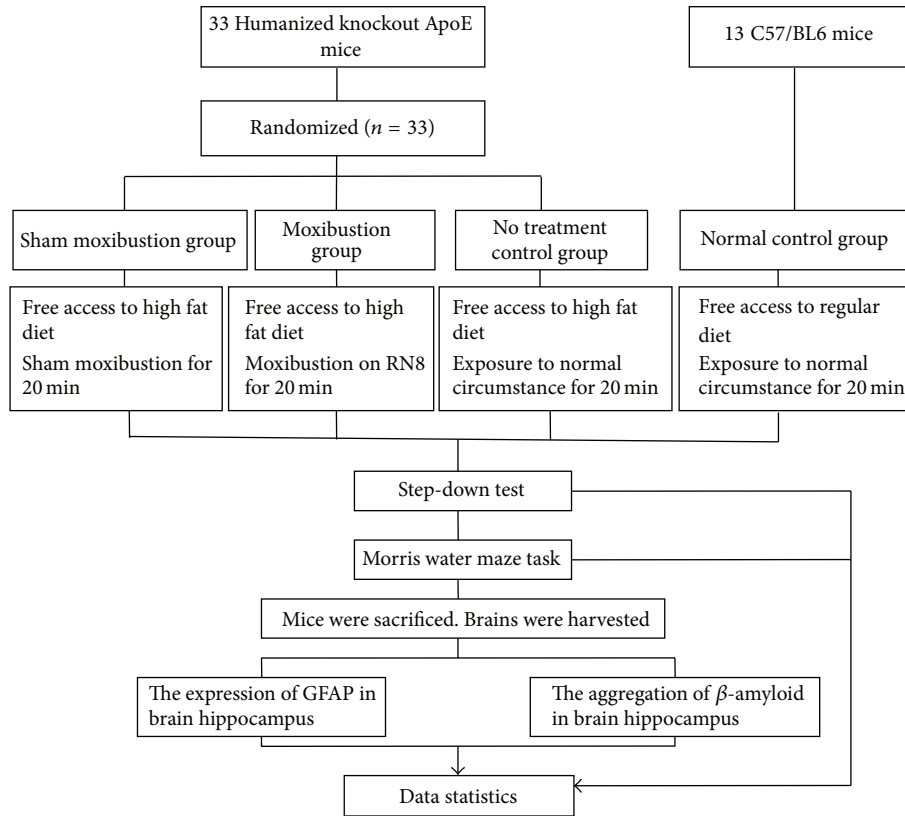 33 Humanized knockout ApoE
mice
13 C57/BL6 mice
Randomized (n = 33)
Sham moxibustion group
Moxibustion
group
No treatment
control group
Normal control group
Free access to high fat
diet
Sham moxibustion for
20 min
Free access to high
fat diet
Moxibustion on RN8
for 20 min
Free access to high fat
diet
Exposure to normal
circumstance for 20 min
Free access to regular
diet
Exposure to normal
circumstance for 20 min
Step-down test
Morris water maze task
Mice were sacrificed. Brains were harvested
The expression of GFAP in
brain hippocampus
The aggregation of β-amyloid
in brain hippocampus
Data statistics